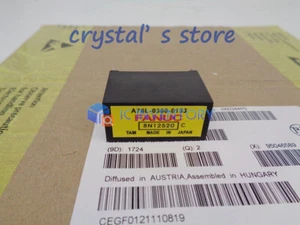 crystal's store
A76L-0300-0133
FANUC
8N12520 C
TAM MADE IN JAPAN
(9D) 1724
(Q) 2
Diffused in AUSTRIA,Assembled in HUNGARY
CEGF0121110819